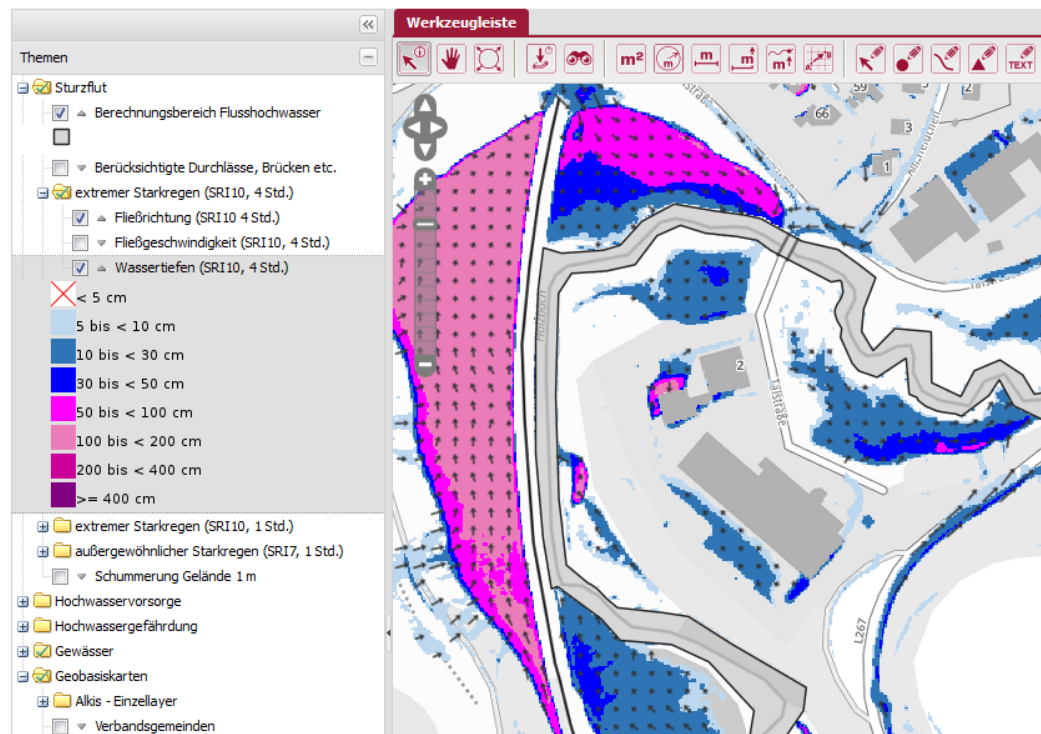 Themen
Sturzflut
Berechnungsbereich Flusshochwasser
Berücksichtigte Durchlässe, Brücken etc.
extremer Starkregen (SRI10, 4 Std.)
Fließrichtung (SRI10 4 Std.)
Fließgeschwindigkeit (SRI10, 4 Std.)
Wassertiefen (SRI10, 4 Std.)
< 5 cm
5 bis < 10 cm
10 bis < 30 cm
30 bis < 50 cm
50 bis < 100 cm
100 bis < 200 cm
200 bis < 400 cm
>= 400 cm
extremer Starkregen (SRI10, 1 Std.)
außergewöhnlicher Starkregen (SRI7, 1 Std.)
Schummerung Gelände 1 m
Hochwasservorsorge
Hochwassergefährdung
Gewässer
Geobasiskarten
Alkis - Einzellayer
Verbandsgemeinden
Werkzeugleiste
m²
m
m
m
m
TEXT
59
2
66
3
1
2
Talstraße
L267